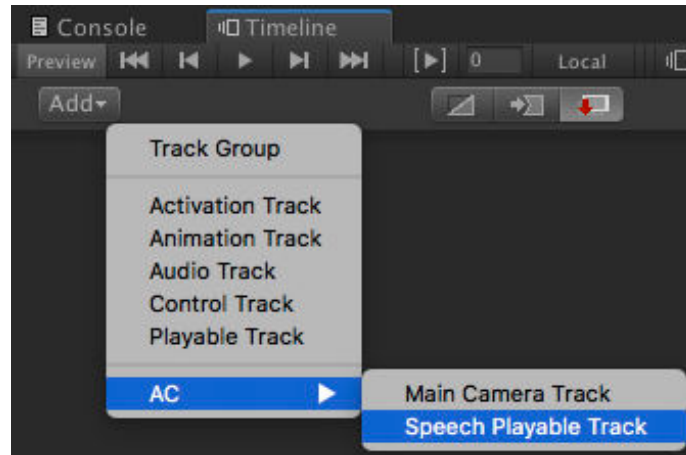 Console Timeline
Preview 0 Local
Add
Track Group
Activation Track
Animation Track
Audio Track
Control Track
Playable Track
AC
Main Camera Track
Speech Playable Track